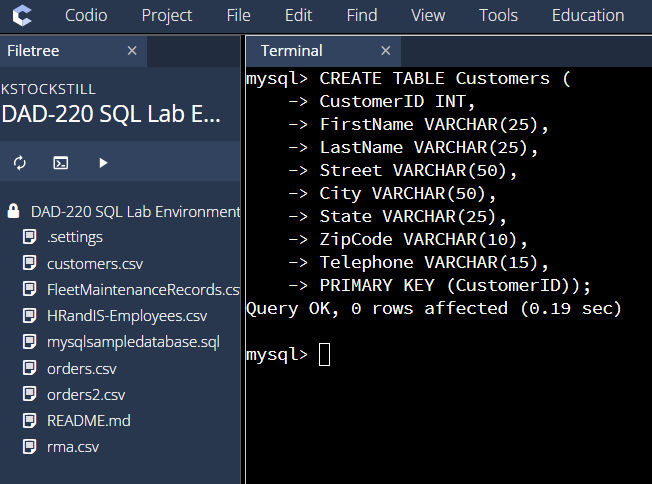 Codio Project File Edit Find View Tools Education
Filetree ×
Terminal ×
KSTOCKSTILL
DAD-220 SQL Lab E...
DAD-220 SQL Lab Environment
.settings
customers.csv
FleetMaintenanceRecords.cs
HRandIS-Employees.csv
mysqlsampledatabase.sql
orders.csv
orders2.csv
README.md
rma.csv
mysql> CREATE TABLE Customers (
-> CustomerID INT,
-> FirstName VARCHAR(25),
-> LastName VARCHAR(25),
-> Street VARCHAR(50),
-> City VARCHAR(50),
-> State VARCHAR(25),
-> ZipCode VARCHAR(10),
-> Telephone VARCHAR(15),
-> PRIMARY KEY (CustomerID));
Query OK, 0 rows affected (0.19 sec)
mysql>